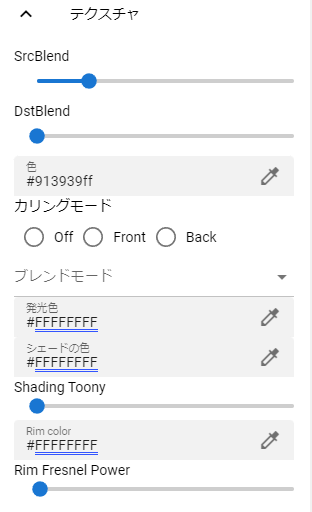 テクスチャ
SrcBlend
DstBlend
色
#913939ff
カリングモード
Off Front Back
ブレンドモード
発光色
#FFFFFFFF
シェードの色
#FFFFFFFF
Shading Toony
Rim color
#FFFFFFFF
Rim Fresnel Power